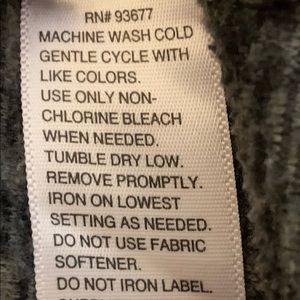 RN# 93677
MACHINE WASH COLD
GENTLE CYCLE WITH
LIKE COLORS.
USE ONLY NON-
CHLORINE BLEACH
WHEN NEEDED.
TUMBLE DRY LOW.
REMOVE PROMPTLY.
IRON ON LOWEST
SETTING AS NEEDED.
DO NOT USE FABRIC
SOFTENER.
DO NOT IRON LABEL.